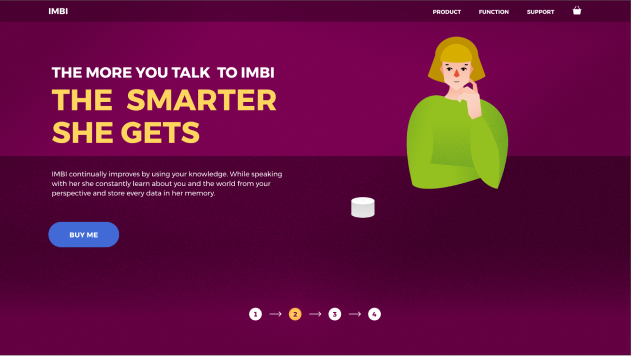 IMBI
PRODUCT FUNCTION SUPPORT
THE MORE YOU TALK TO IMBI
THE SMARTER
SHE GETS
IMBI continually improves by using your knowledge. While speaking
with her she constantly learn about you and the world from your
perspective and store every data in her memory.
BUY ME
1 2 3 4